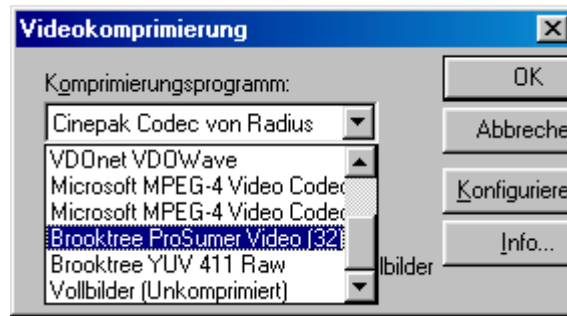 Videokomprimierung
Komprimierungsprogramm:
OK
Cinepak Codec von Radius
Abbreche
VDOnet VDOWave
Microsoft MPEG-4 Video Codec
Microsoft MPEG-4 Video Codec
Konfiguriere
Brooktree ProSumer Video (32
Info...
Brooktree YUV 411 Raw
lbilder
Vollbilder (Unkomprimiert)